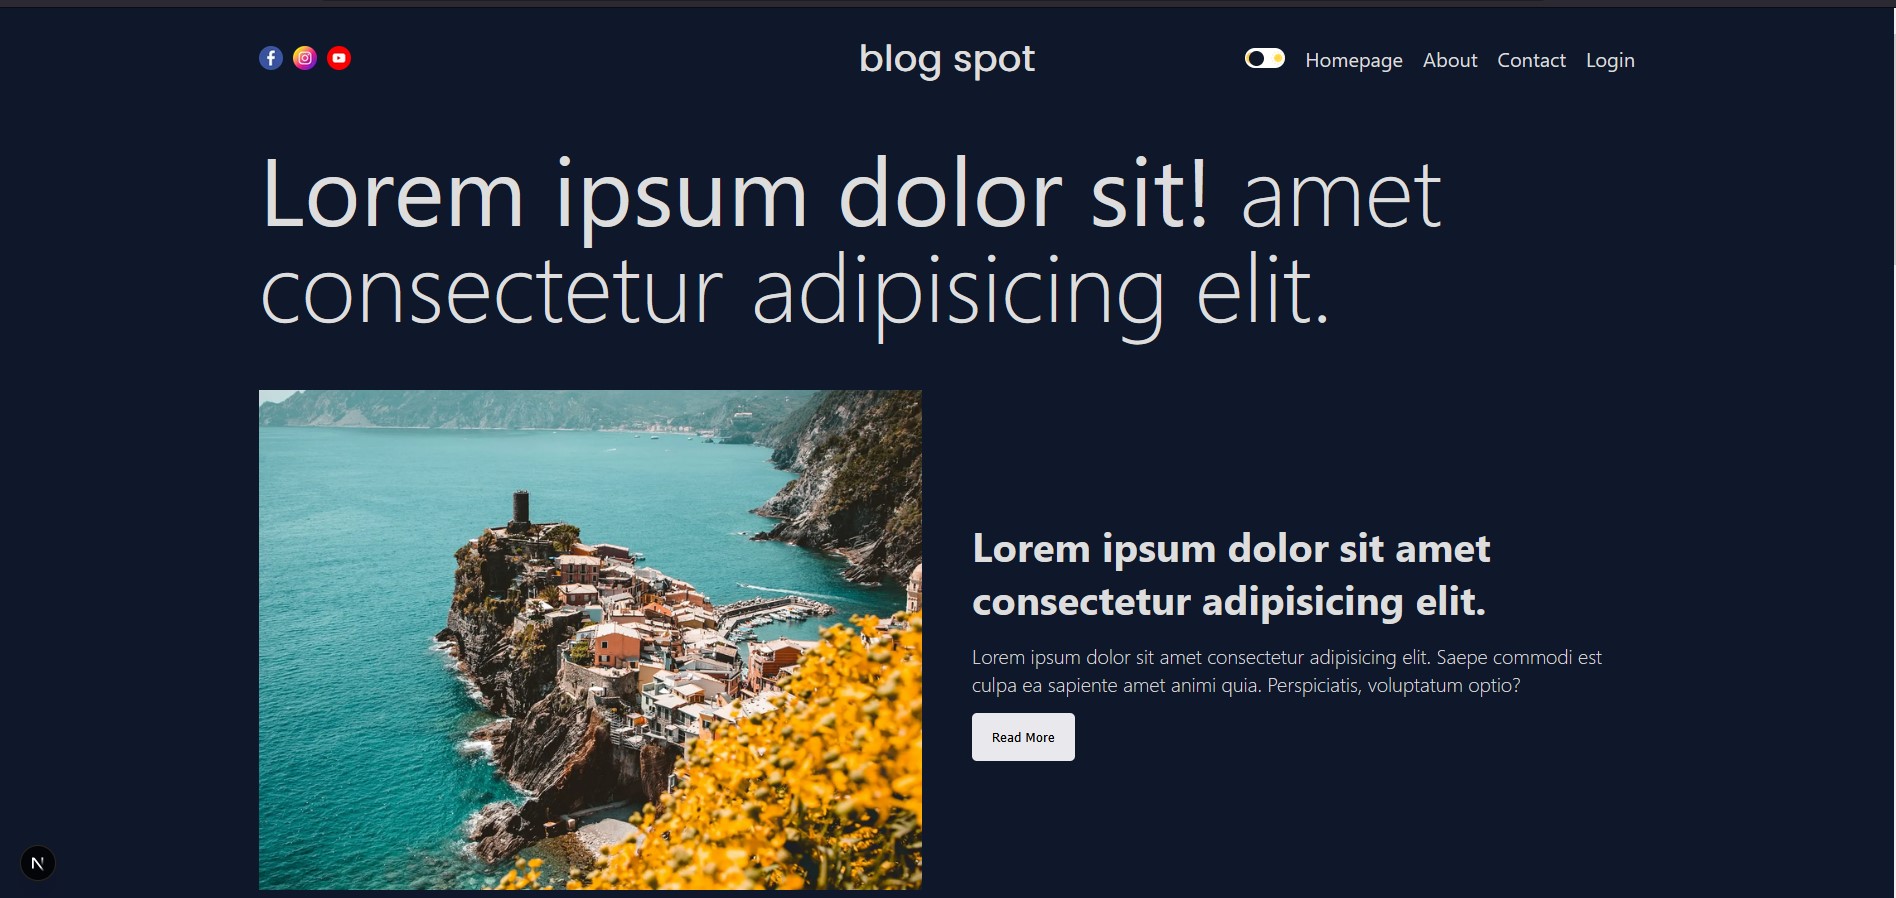 blog spot
Homepage About Contact Login
Lorem ipsum dolor sit! amet
consectetur adipisicing elit.
Lorem ipsum dolor sit amet
consectetur adipisicing elit.
Lorem ipsum dolor sit amet consectetur adipisicing elit. Saepe commodi est
culpa ea sapiente amet animi quia. Perspiciatis, voluptatum optio?
Read More
N